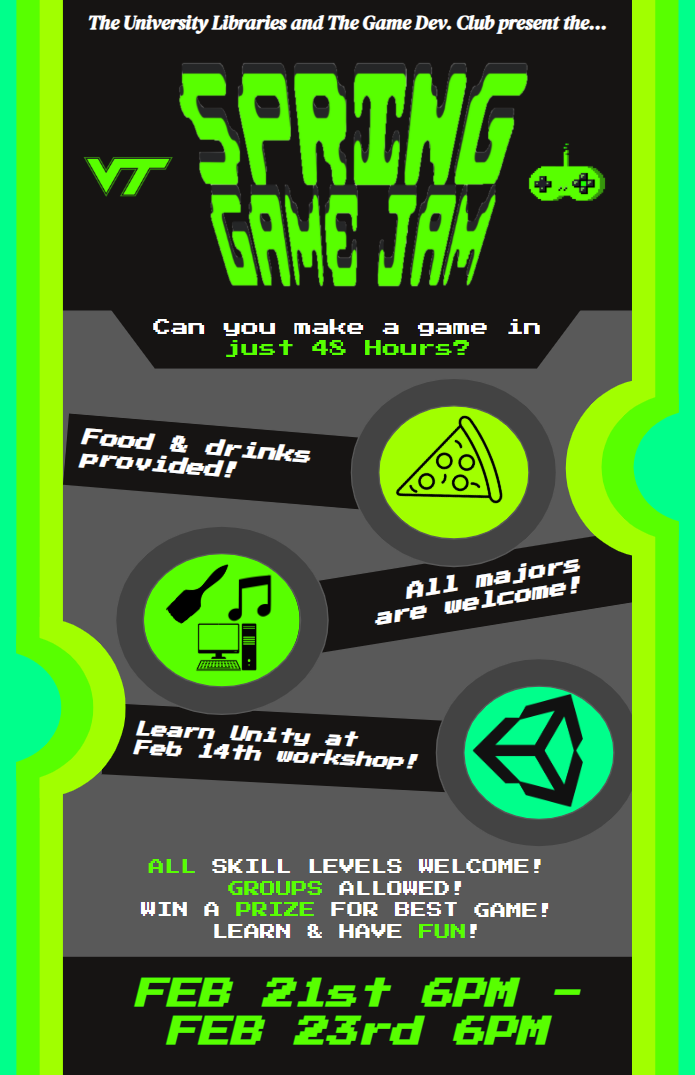 The University Libraries and The Game Dev. Club present the...
SPRING
GAME JAM
VT
Can you make a game in
just 48 Hours?
Food & drinks
provided!
All majors
are welcome!
Learn Unity at
Feb 14th workshop!
ALL SKILL LEVELS WELCOME!
GROUPS ALLOWED!
WIN A PRIZE FOR BEST GAME!
LEARN & HAVE FUN!
FEB 21st 6PM -
FEB 23rd 6PM